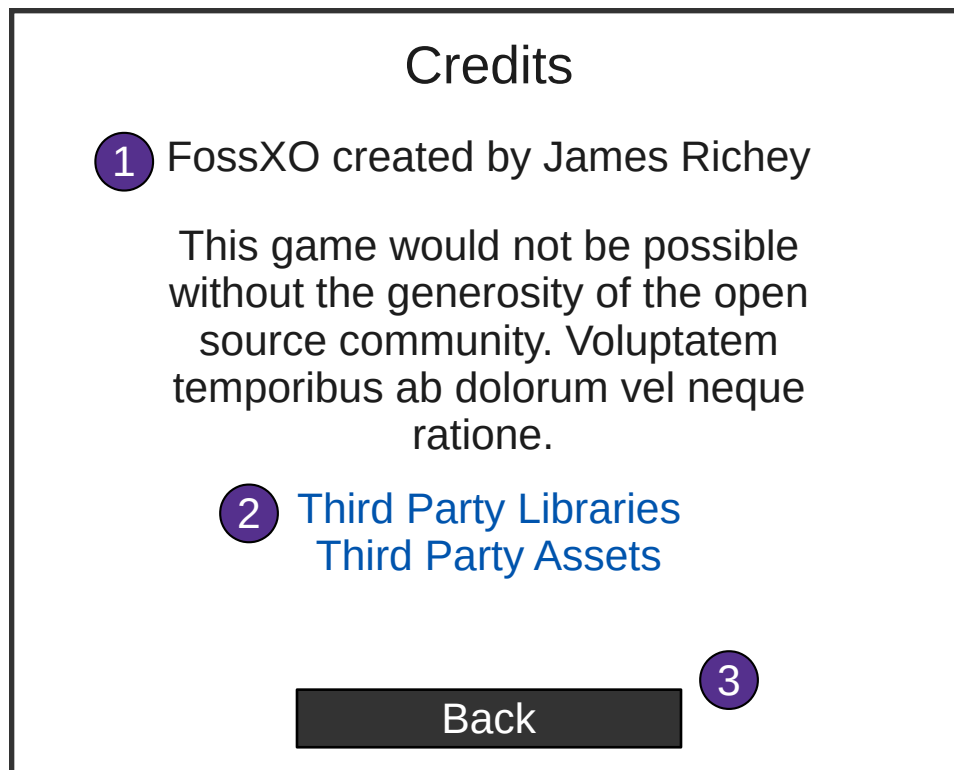 Credits
1 FossXO created by James Richey
This game would not be possible
without the generosity of the open
source community. Voluptatem
temporibus ab dolorum vel neque
ratione.
2 Third Party Libraries
Third Party Assets
3
Back